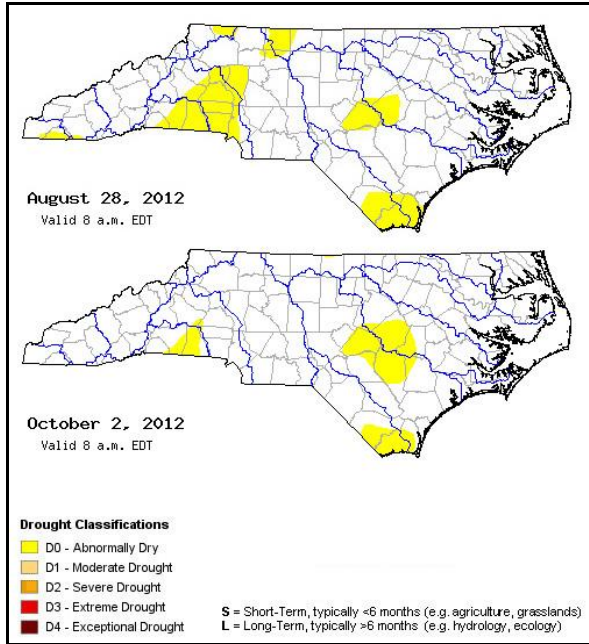 August 28, 2012
Valid 8 a.m. EDT
October 2, 2012
Valid 8 a.m. EDT
Drought Classifications
D0 - Abnormally Dry
D1 - Moderate Drought
D2 - Severe Drought
D3 - Extreme Drought
D4 - Exceptional Drought
S = Short-Term, typically <6 months (e.g. agriculture, grasslands)
L = Long-Term, typically >6 months (e.g. hydrology, ecology)